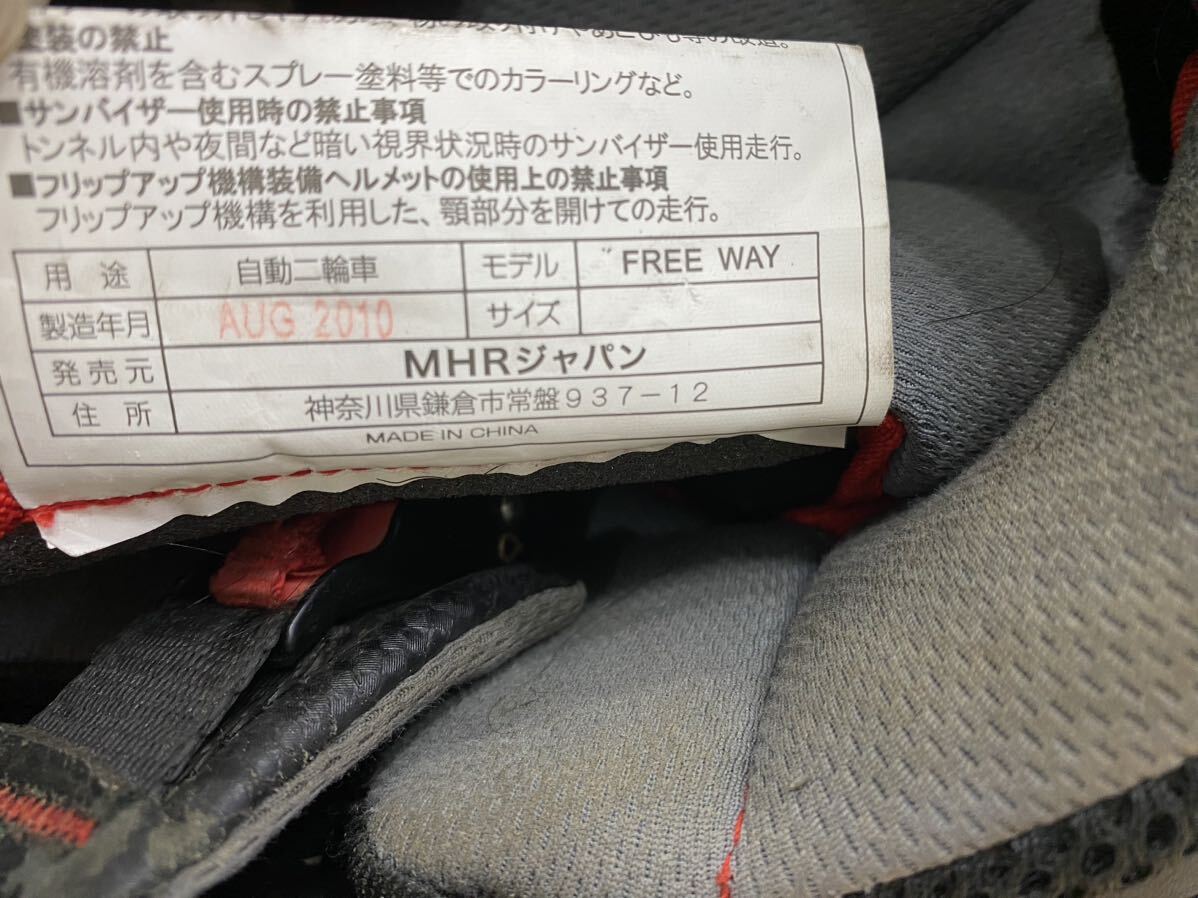 塗装の禁止
有機溶剤を含むスプレー塗料等でのカラーリングなど。
■サンバイザー使用時の禁止事項
トンネル内や夜間など暗い視界状況時のサンバイザー使用走行。
■フリップアップ機構装備ヘルメットの使用上の禁止事項
フリップアップ機構を利用した、顎部分を開けての走行。
用 途 自動二輪車 モデル "FREE WAY
製造年月 AUG 2010 サイズ
発売元 MHRジャパン
住 所 神奈川県鎌倉市常盤937-12
MADE IN CHINA